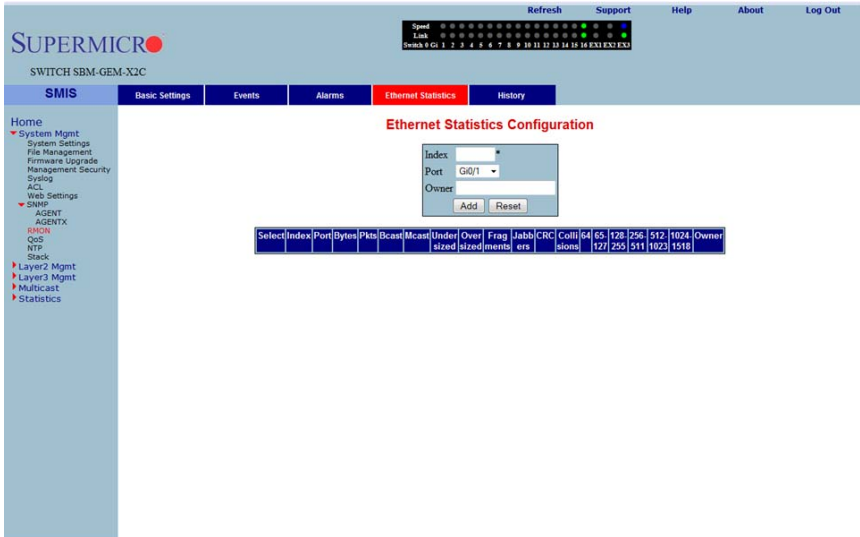 Refresh Support Help About Log Out
SUPERMICRO
Speed
Link
Switch 0 Gi 1 2 3 4 5 6 7 8 9 10 11 12 13 14 15 16 EX1 EX2 EX3
SWITCH SBM-GEM-X2C
SMIS
Basic Settings Events Alarms Ethernet Statistics History
Home
System Mgmt
System Settings
File Management
Firmware Upgrade
Management Security
Syslog
ACL
Web Settings
SNMP
AGENT
AGENTX
RMON
QoS
NTP
Stack
Layer2 Mgmt
Layer3 Mgmt
Multicast
Statistics
Ethernet Statistics Configuration
Index *
Port Gi0/1
Owner
Add Reset
Select Index Port Bytes Pkts Bcast Mcast Under Over Frag Jabb CRC Colli 64 65- 128- 256- 512- 1024- Owner
sized sized ments ers sions 127 255 511 1023 1518